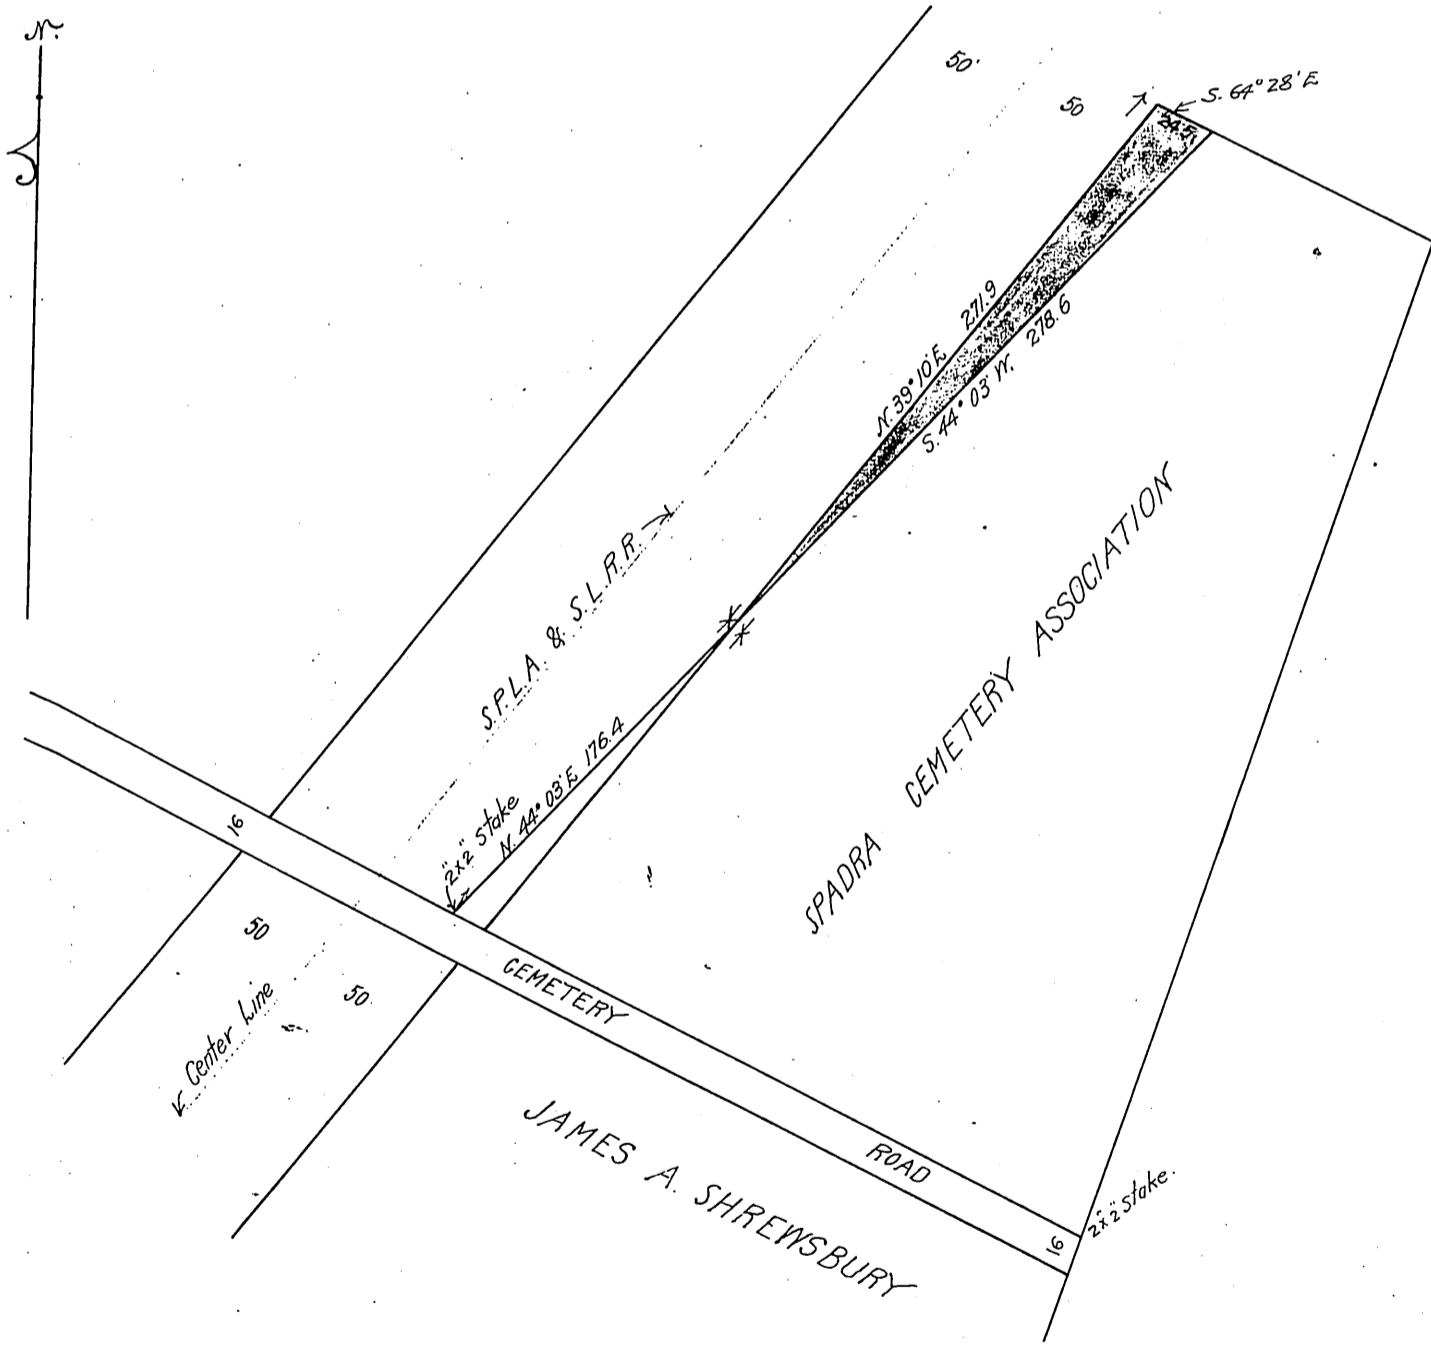 N.
50'
50
S. 64° 28' E
24.5
N. 39° 10' E 271.9
S. 44° 03' W. 278.6
S.P.L.A. & S.L.R.R.
SPADRA CEMETERY ASSOCIATION
2"x2" stake
N. 44° 03' E 176.4
16
50
50
Center Line
CEMETERY ROAD
16
2"x2" stake.
JAMES A. SHREWSBURY